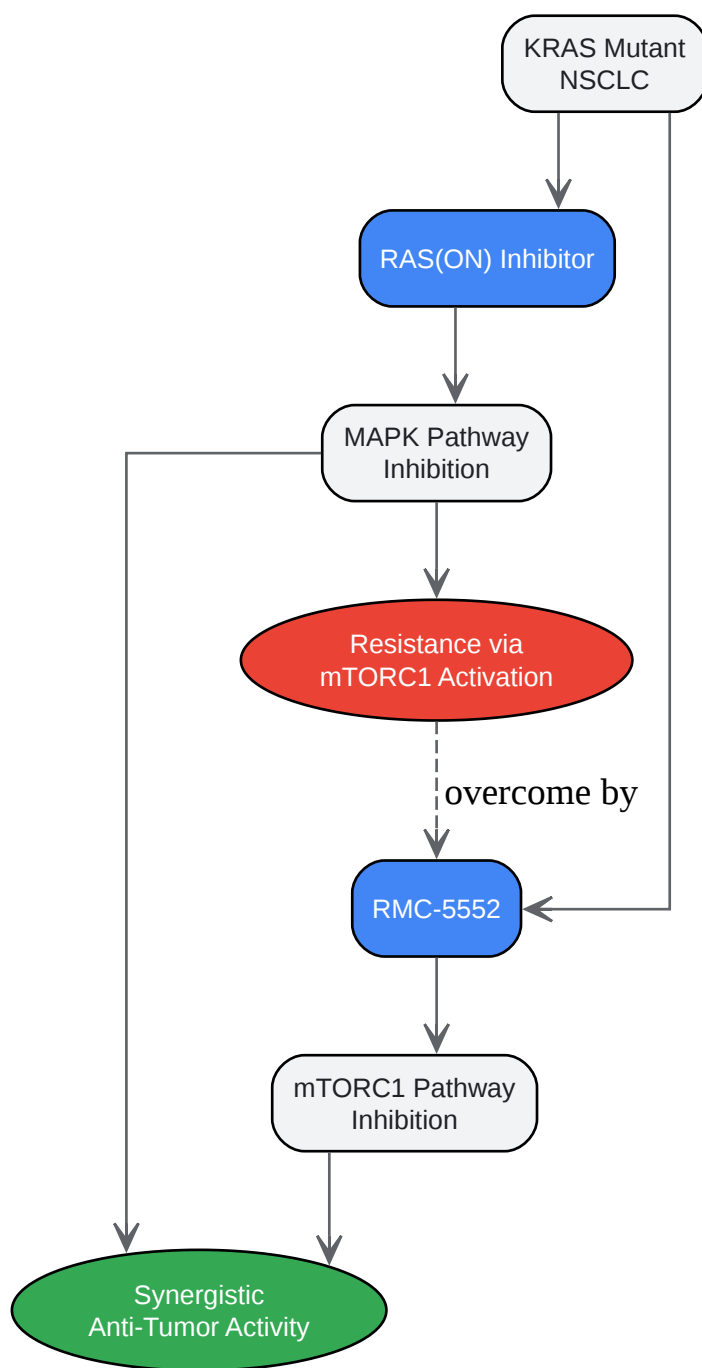 KRAS Mutant
NSCLC
RAS(ON) Inhibitor
MAPK Pathway
Inhibition
Resistance via
mTORC1 Activation
overcome by
RMC-5552
mTORC1 Pathway
Inhibition
Synergistic
Anti-Tumor Activity